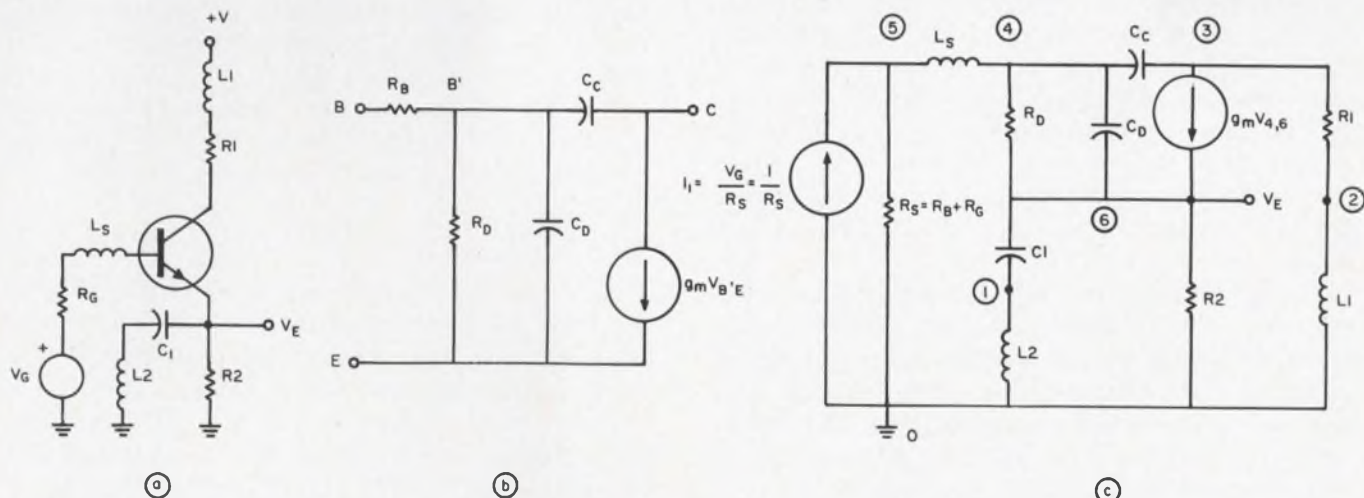 +V
L1
R1
LS
RG
+
VG
L2
C1
VE
R2
a
B
RB
B'
CC
C
RD
CD
gmVB'E
E
b
5
LS
4
CC
3
I1 = VG/RS = 1/RS
RS = RB + RG
RD
CD
gmV4,6
R1
6
VE
2
C1
1
L2
R2
L1
0
c